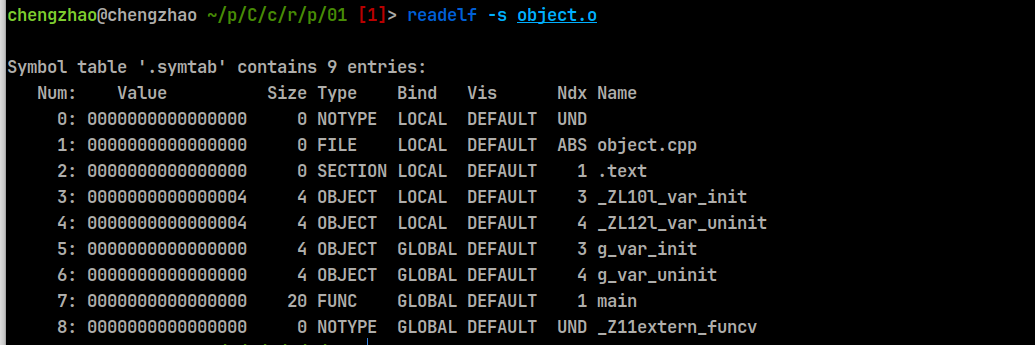 chengzhao@chengzhao ~/p/C/c/r/p/01 [1]> readelf -s object.o
Symbol table '.symtab' contains 9 entries:
   Num:    Value          Size Type    Bind   Vis      Ndx Name
     0: 0000000000000000     0 NOTYPE  LOCAL  DEFAULT  UND
     1: 0000000000000000     0 FILE    LOCAL  DEFAULT  ABS object.cpp
     2: 0000000000000000     0 SECTION LOCAL  DEFAULT    1 .text
     3: 0000000000000004     4 OBJECT  LOCAL  DEFAULT    3 _ZL10l_var_init
     4: 0000000000000004     4 OBJECT  LOCAL  DEFAULT    4 _ZL12l_var_uninit
     5: 0000000000000000     4 OBJECT  GLOBAL DEFAULT    3 g_var_init
     6: 0000000000000000     4 OBJECT  GLOBAL DEFAULT    4 g_var_uninit
     7: 0000000000000000    20 FUNC    GLOBAL DEFAULT    1 main
     8: 0000000000000000     0 NOTYPE  GLOBAL DEFAULT  UND _Z11extern_funcv